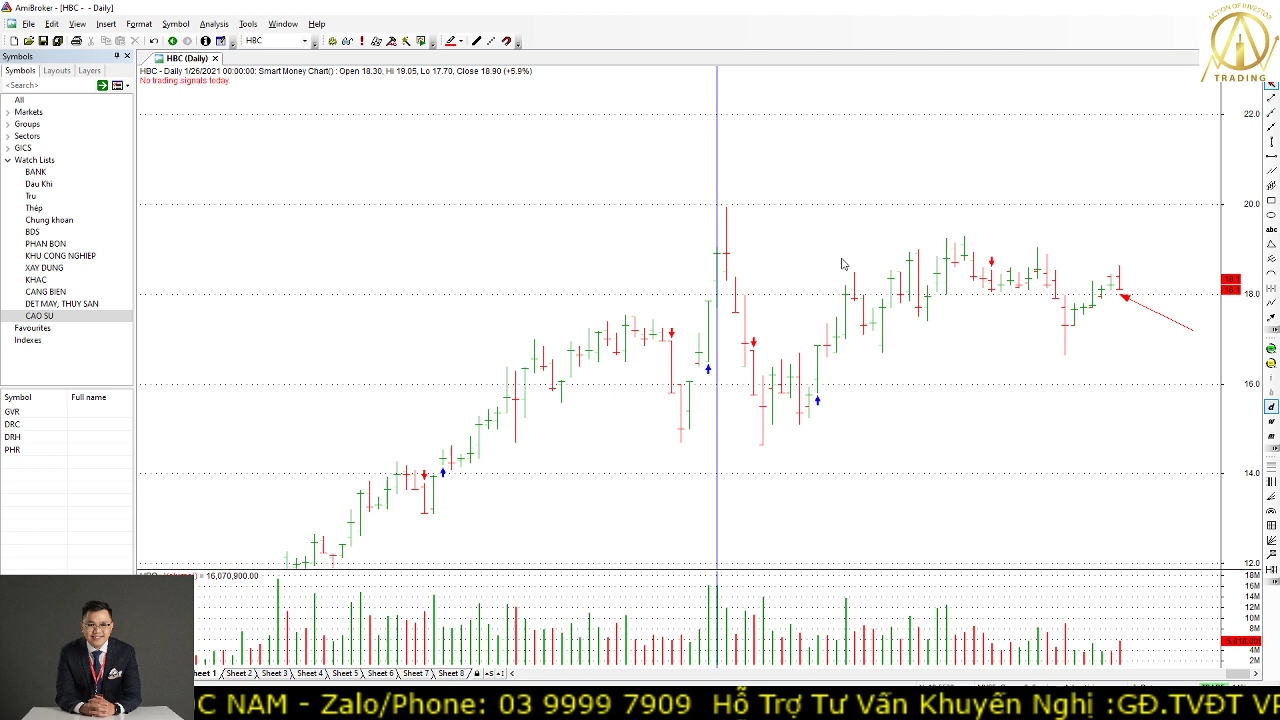 AmiBroker - [HBC - - Daily]
File Edit View Insert Format Symbol Analysis Tools Window Help
HBC
Symbols
HBC (Daily)
Symbols Layouts Layers
HBC - Daily 1/26/2021 00:00:00: Smart Money Chart() : Open 18.30, Hi 19.05, Lo 17.70, Close 18.90 (+5.9%)
No trading signals today.
<Search>
All
Markets
Groups
Sectors
GICS
Watch Lists
BANK
Dau Khi
Tru
Thép
Chung khoan
BDS
PHAN BON
KHU CONG NGHIEP
XAY DUNG
KHAC
CANG BIEN
DET MAY, THUY SAN
CAO SU
Favourites
Indexes
Symbol Full name
GVR
DRC
DRH
PHR
ACTION OF INVESTOR
TRADING
22.0
20.0
18.0
16.0
14.0
12.0
abc
d
w
m
16,070,900.00
18M
16M
14M
12M
10M
8M
4M
2M
Sheet 2 Sheet 3 Sheet 4 Sheet 5 Sheet 6 Sheet 7 Sheet 8
C NAM - Zalo/Phone: 03 9999 7909 Hỗ Trợ Tư Vấn Khuyến Nghị :GĐ.TVĐT VP